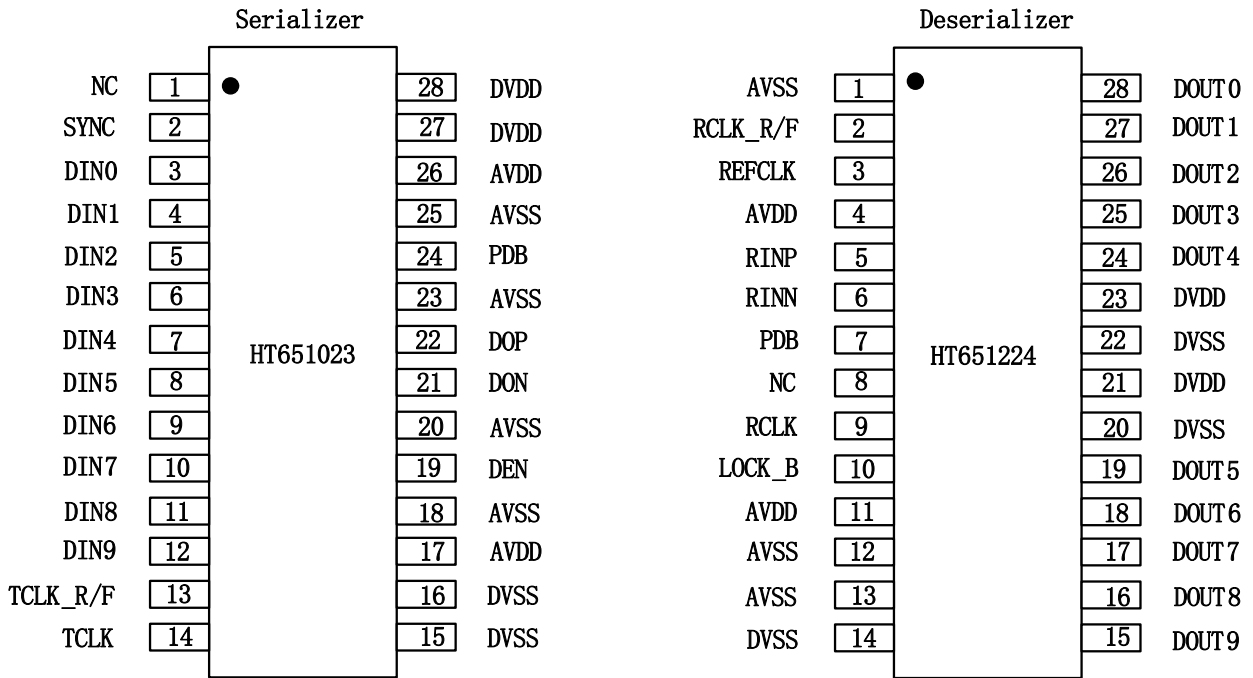 Serializer Deserializer
NC 1 28 DVDD AVSS 1 28 DOUT0
SYNC 2 27 DVDD RCLK_R/F 2 27 DOUT1
DIN0 3 26 AVDD REFCLK 3 26 DOUT2
DIN1 4 25 AVSS AVDD 4 25 DOUT3
DIN2 5 24 PDB RINP 5 24 DOUT4
DIN3 6 23 AVSS RINN 6 23 DVDD
DIN4 7 22 DOP PDB 7 22 DVSS
HT651023 HT651224
DIN5 8 21 DON NC 8 21 DVDD
DIN6 9 20 AVSS RCLK 9 20 DVSS
DIN7 10 19 DEN LOCK_B 10 19 DOUT5
DIN8 11 18 AVSS AVDD 11 18 DOUT6
DIN9 12 17 AVDD AVSS 12 17 DOUT7
TCLK_R/F 13 16 DVSS AVSS 13 16 DOUT8
TCLK 14 15 DVSS DVSS 14 15 DOUT9